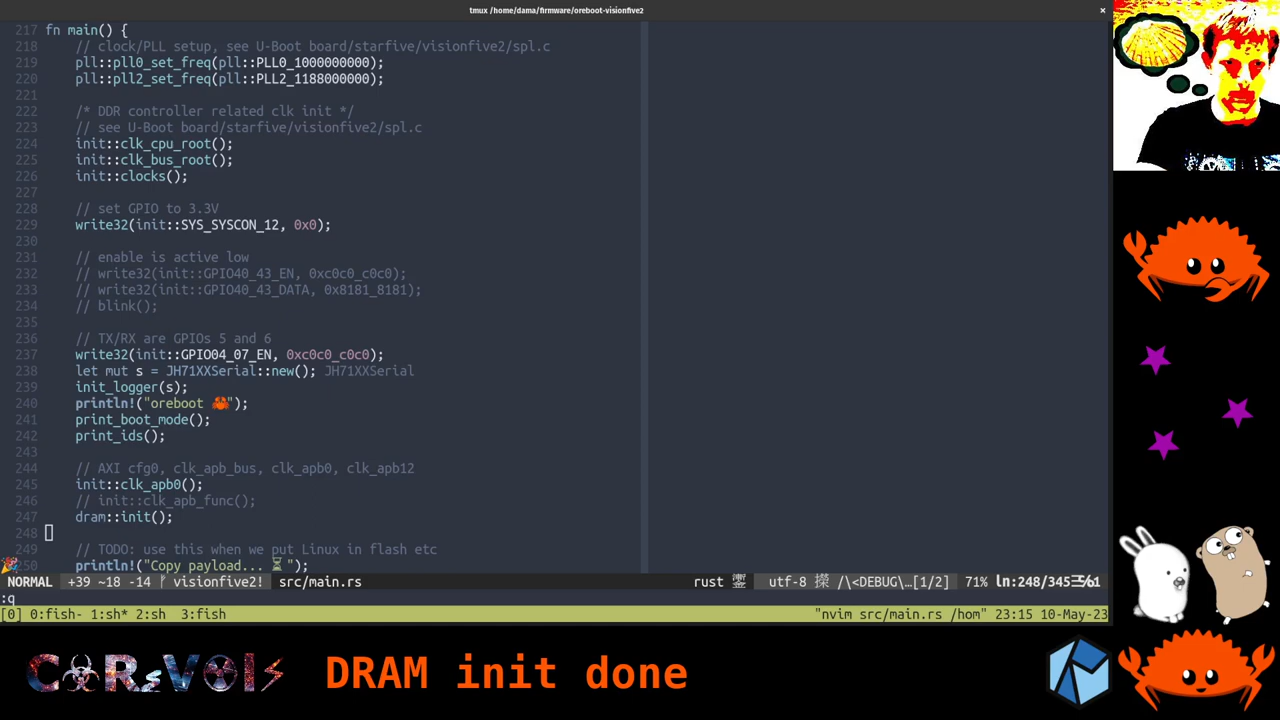 tmux /home/dama/firmware/oreboot-visionfive2 ×
217 fn main() {
218 // clock/PLL setup, see U-Boot board/starfive/visionfive2/spl.c
219 pll::pll0_set_freq(pll::PLL0_1000000000);
220 pll::pll2_set_freq(pll::PLL2_1188000000);
221
222 /* DDR controller related clk init */
223 // see U-Boot board/starfive/visionfive2/spl.c
224 init::clk_cpu_root();
225 init::clk_bus_root();
226 init::clocks();
227
228 // set GPIO to 3.3V
229 write32(init::SYS_SYSCON_12, 0x0);
230
231 // enable is active low
232 // write32(init::GPIO40_43_EN, 0xc0c0_c0c0);
233 // write32(init::GPIO40_43_DATA, 0x8181_8181);
234 // blink();
235
236 // TX/RX are GPIOs 5 and 6
237 write32(init::GPIO04_07_EN, 0xc0c0_c0c0);
238 let mut s = JH71XXSerial::new(); JH71XXSerial
239 init_logger(s);
240 println!("oreboot 🦀");
241 print_boot_mode();
242 print_ids();
243
244 // AXI cfg0, clk_apb_bus, clk_apb0, clk_apb12
245 init::clk_apb0();
246 // init::clk_apb_func();
247 dram::init();
248
249 // TODO: use this when we put Linux in flash etc
250 println!("Copy payload... ⏳");
NORMAL +39 ~18 -14 visionfive2! src/main.rs rust utf-8 /\<DEBUG\…[1/2] 71% ln:248/345
:q
[0] 0:fish- 1:sh* 2:sh 3:fish "nvim src/main.rs /hom" 23:15 10-May-23
DRAM init done